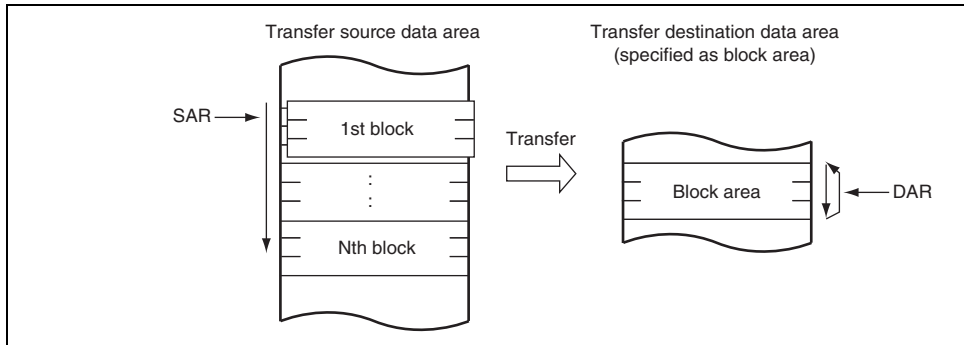 Transfer source data area
Transfer destination data area
(specified as block area)
SAR
1st block
Transfer
:
Block area
DAR
Nth block